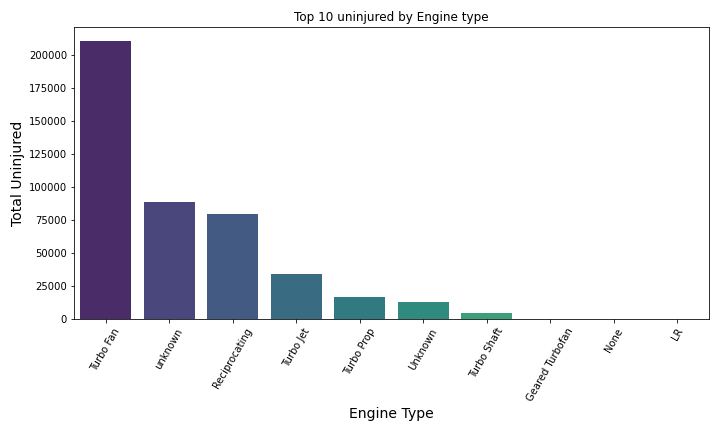 Top 10 uninjured by Engine type
Total Uninjured
200000
175000
150000
125000
100000
75000
50000
25000
0
Turbo Fan
unknown
Reciprocating
Turbo Jet
Turbo Prop
Unknown
Turbo Shaft
Geared Turbofan
None
LR
Engine Type